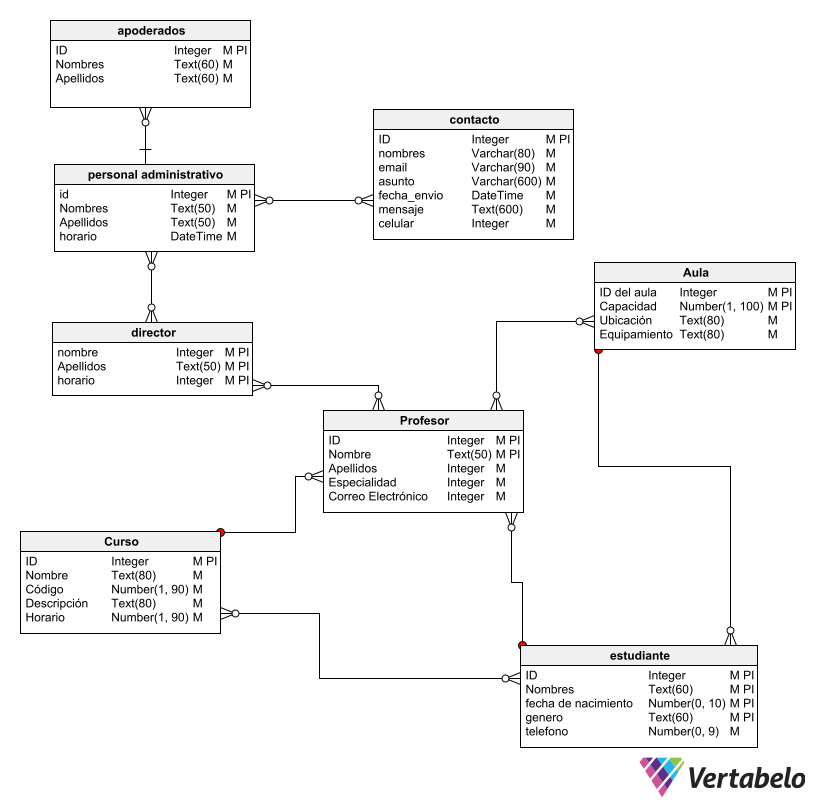 apoderados
ID Integer M PI
Nombres Text(60) M
Apellidos Text(60) M
contacto
ID Integer M PI
nombres Varchar(80) M
email Varchar(90) M
asunto Varchar(600) M
fecha_envio DateTime M
mensaje Text(600) M
celular Integer M
personal administrativo
id Integer M PI
Nombres Text(50) M
Apellidos Text(50) M
horario DateTime M
Aula
ID del aula Integer M PI
Capacidad Number(1, 100) M PI
Ubicación Text(80) M
Equipamiento Text(80) M
director
nombre Integer M PI
Apellidos Text(50) M PI
horario Integer M PI
Profesor
ID Integer M PI
Nombre Text(50) M PI
Apellidos Integer M
Especialidad Integer M
Correo Electrónico Integer M
Curso
ID Integer M PI
Nombre Text(80) M
Código Number(1, 90) M
Descripción Text(80) M
Horario Number(1, 90) M
estudiante
ID Integer M PI
Nombres Text(60) M PI
fecha de nacimiento Number(0, 10) M PI
genero Text(60) M PI
telefono Number(0, 9) M
Vertabelo